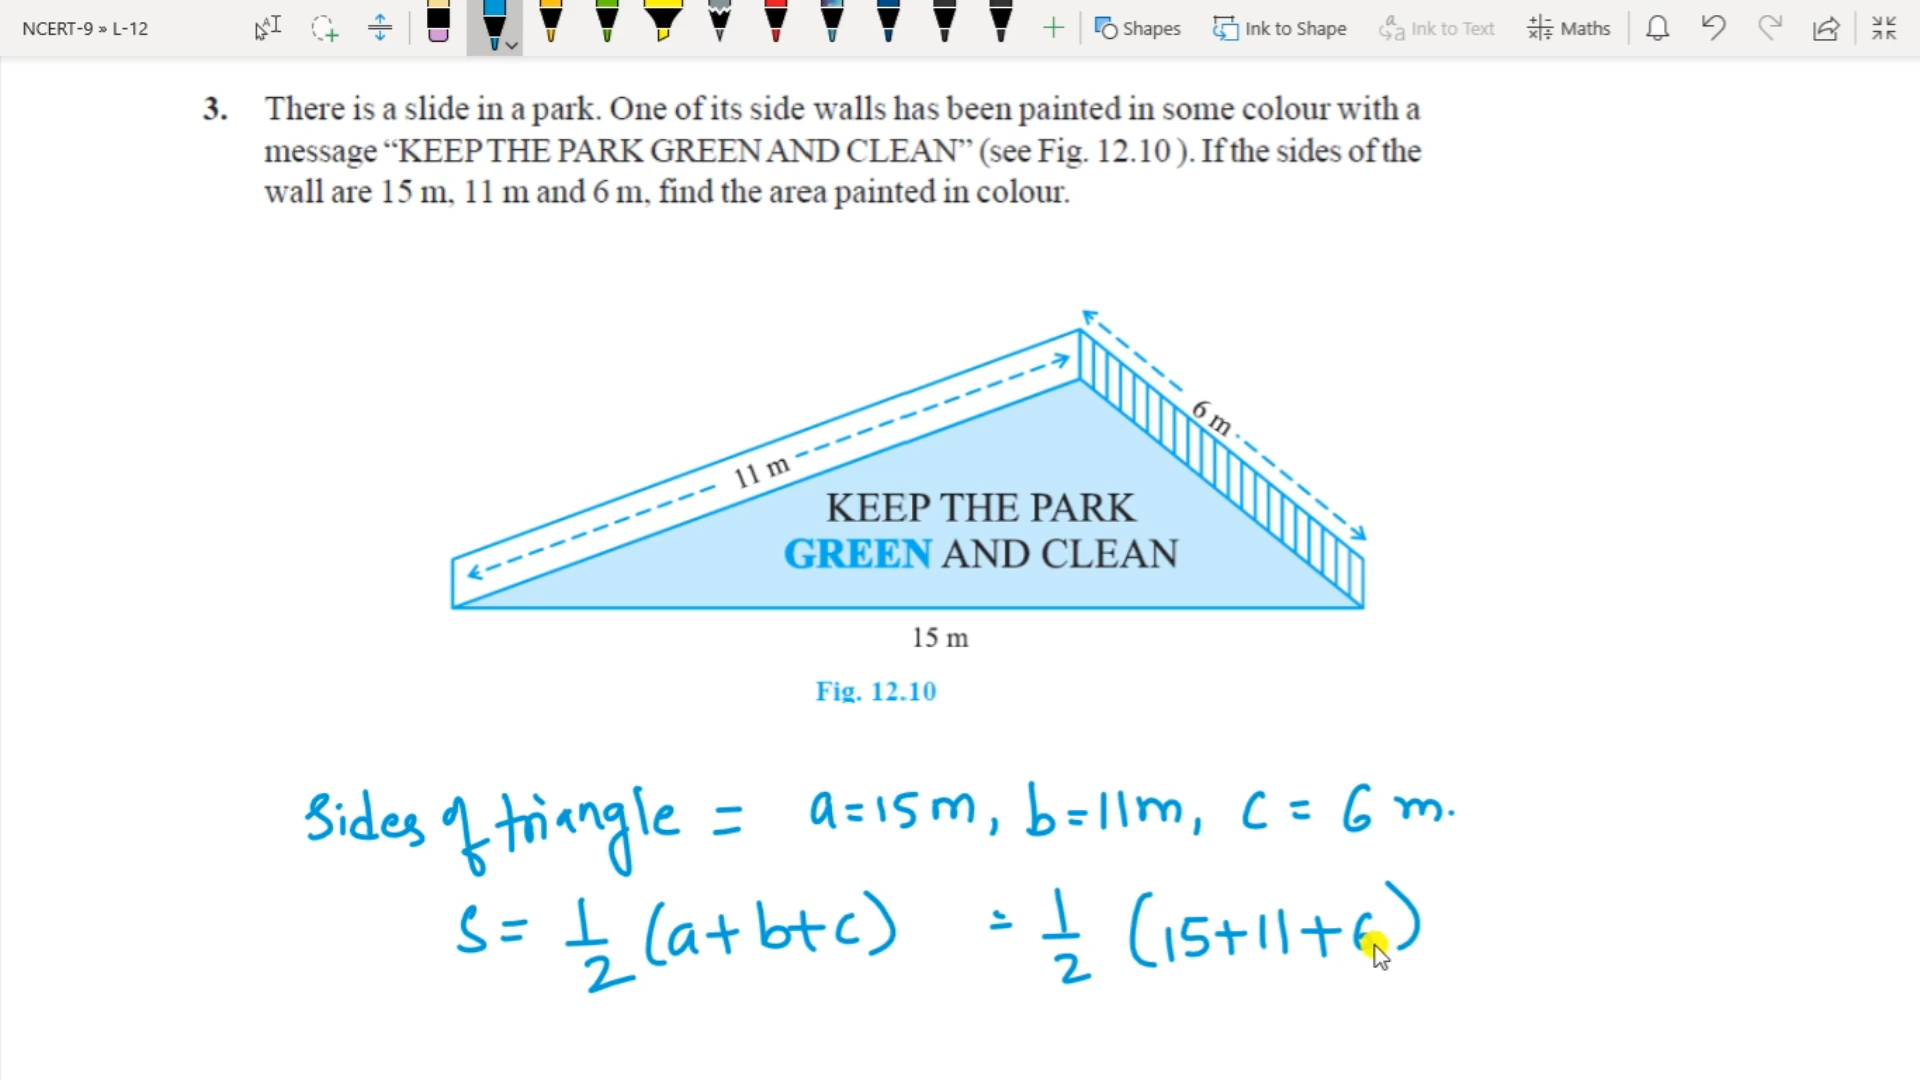 NCERT-9 » L-12 Shapes Ink to Shape Ink to Text Maths
3. There is a slide in a park. One of its side walls has been painted in some colour with a
message “KEEP THE PARK GREEN AND CLEAN” (see Fig. 12.10 ). If the sides of the
wall are 15 m, 11 m and 6 m, find the area painted in colour.
6 m
11 m
KEEP THE PARK
GREEN AND CLEAN
15 m
Fig. 12.10
Sides of triangle = a=15m, b=11m, c = 6 m.
S = 1/2 (a+b+c) = 1/2 (15+11+6)